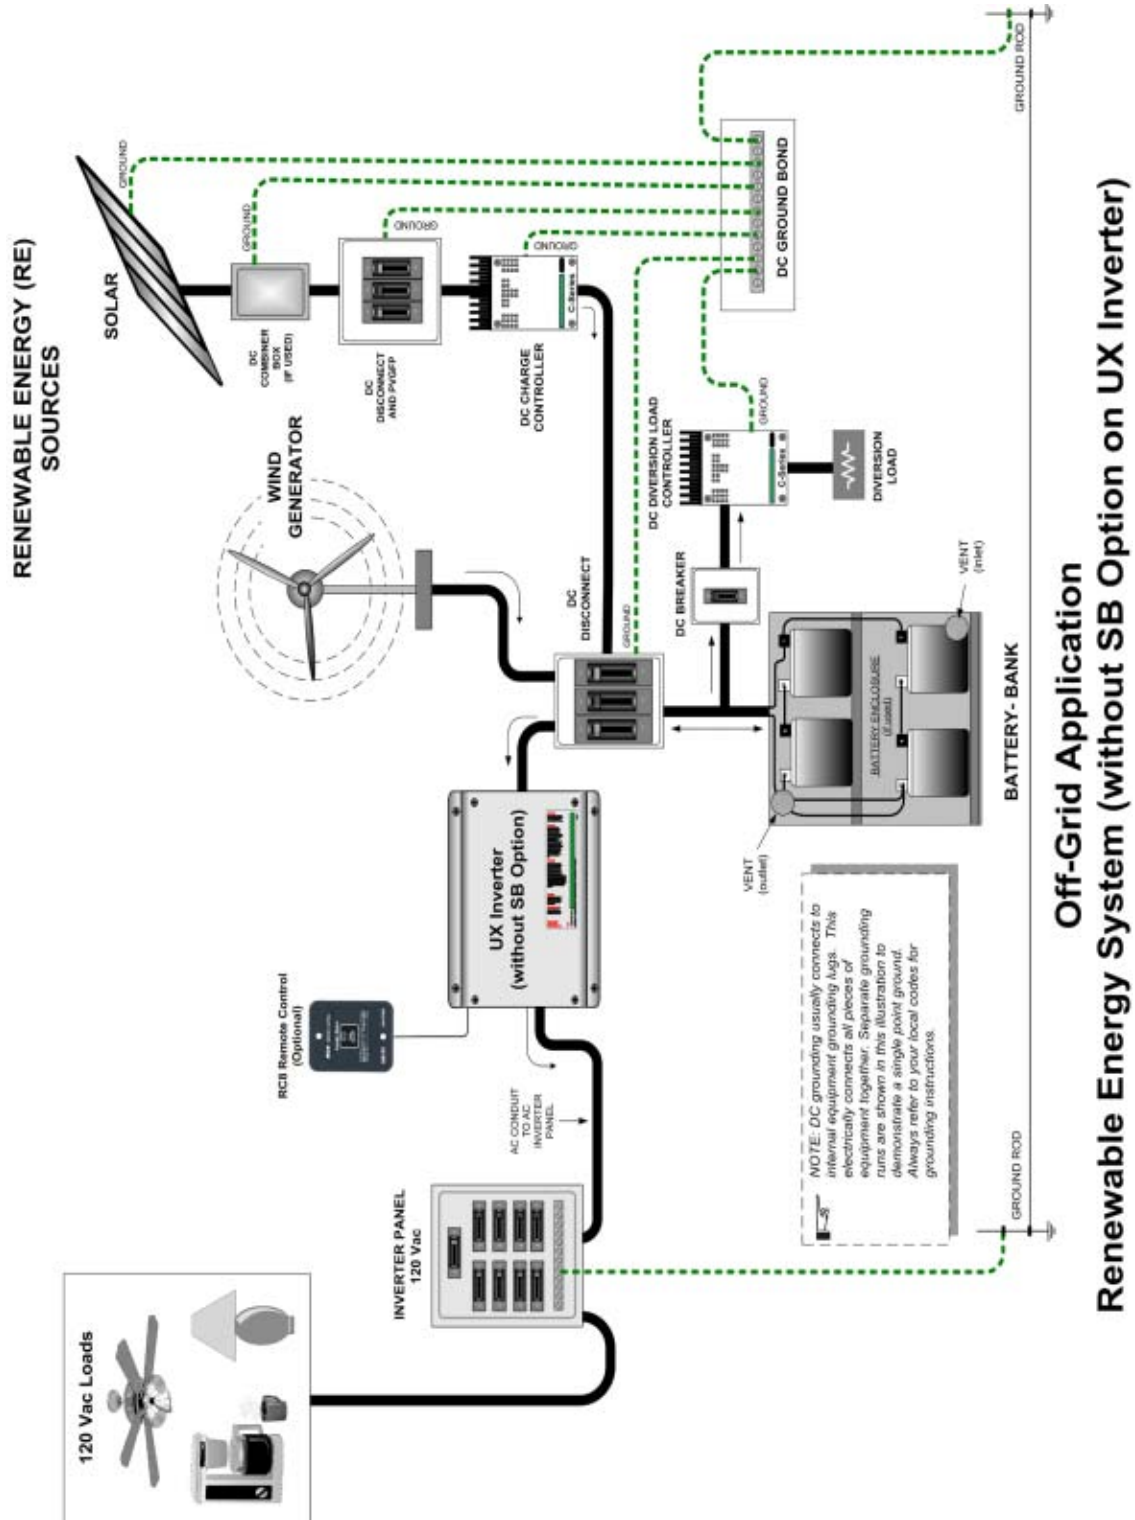 RENEWABLE ENERGY (RE)
SOURCES
120 Vac Loads
RC8 Remote Control
(Optional)
WIND
GENERATOR
SOLAR
GROUND
DC
COMBINER
BOX
(IF USED)
GROUND
DC
DISCONNECT
AND PVGFP
GROUND
DC CHARGE
CONTROLLER
GROUND
C-Series
INVERTER PANEL
120 Vac
AC CONDUIT
TO AC
INVERTER
PANEL
UX Inverter
(without SB Option)
DC
DISCONNECT
GROUND
DC BREAKER
DC DIVERSION LOAD
CONTROLLER
GROUND
C-Series
DIVERSION
LOAD
DC GROUND BOND
VENT
(outlet)
BATTERY ENCLOSURE
(if used)
VENT
(inlet)
BATTERY- BANK
NOTE: DC grounding usually connects to
internal equipment grounding lugs. This
electrically connects all pieces of
equipment together. Separate grounding
runs are shown in this illustration to
demonstrate a single point ground.
Always refer to your local codes for
grounding instructions.
GROUND ROD
GROUND ROD
Off-Grid Application
Renewable Energy System (without SB Option on UX Inverter)